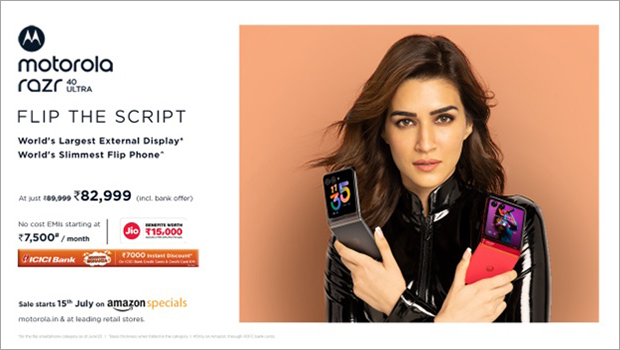 motorola
razr 40 ULTRA
FLIP THE SCRIPT
World's Largest External Display*
World's Slimmest Flip Phone^
At just ₹89,999 ₹82,999 (incl. bank offer)
No cost EMIs starting at
₹7,500# / month
Jio
BENEFITS WORTH
₹15,000
ICICI Bank
₹7000 Instant Discount*
Sale starts 15th July on amazon specials
motorola.in & at leading retail stores.
11
35